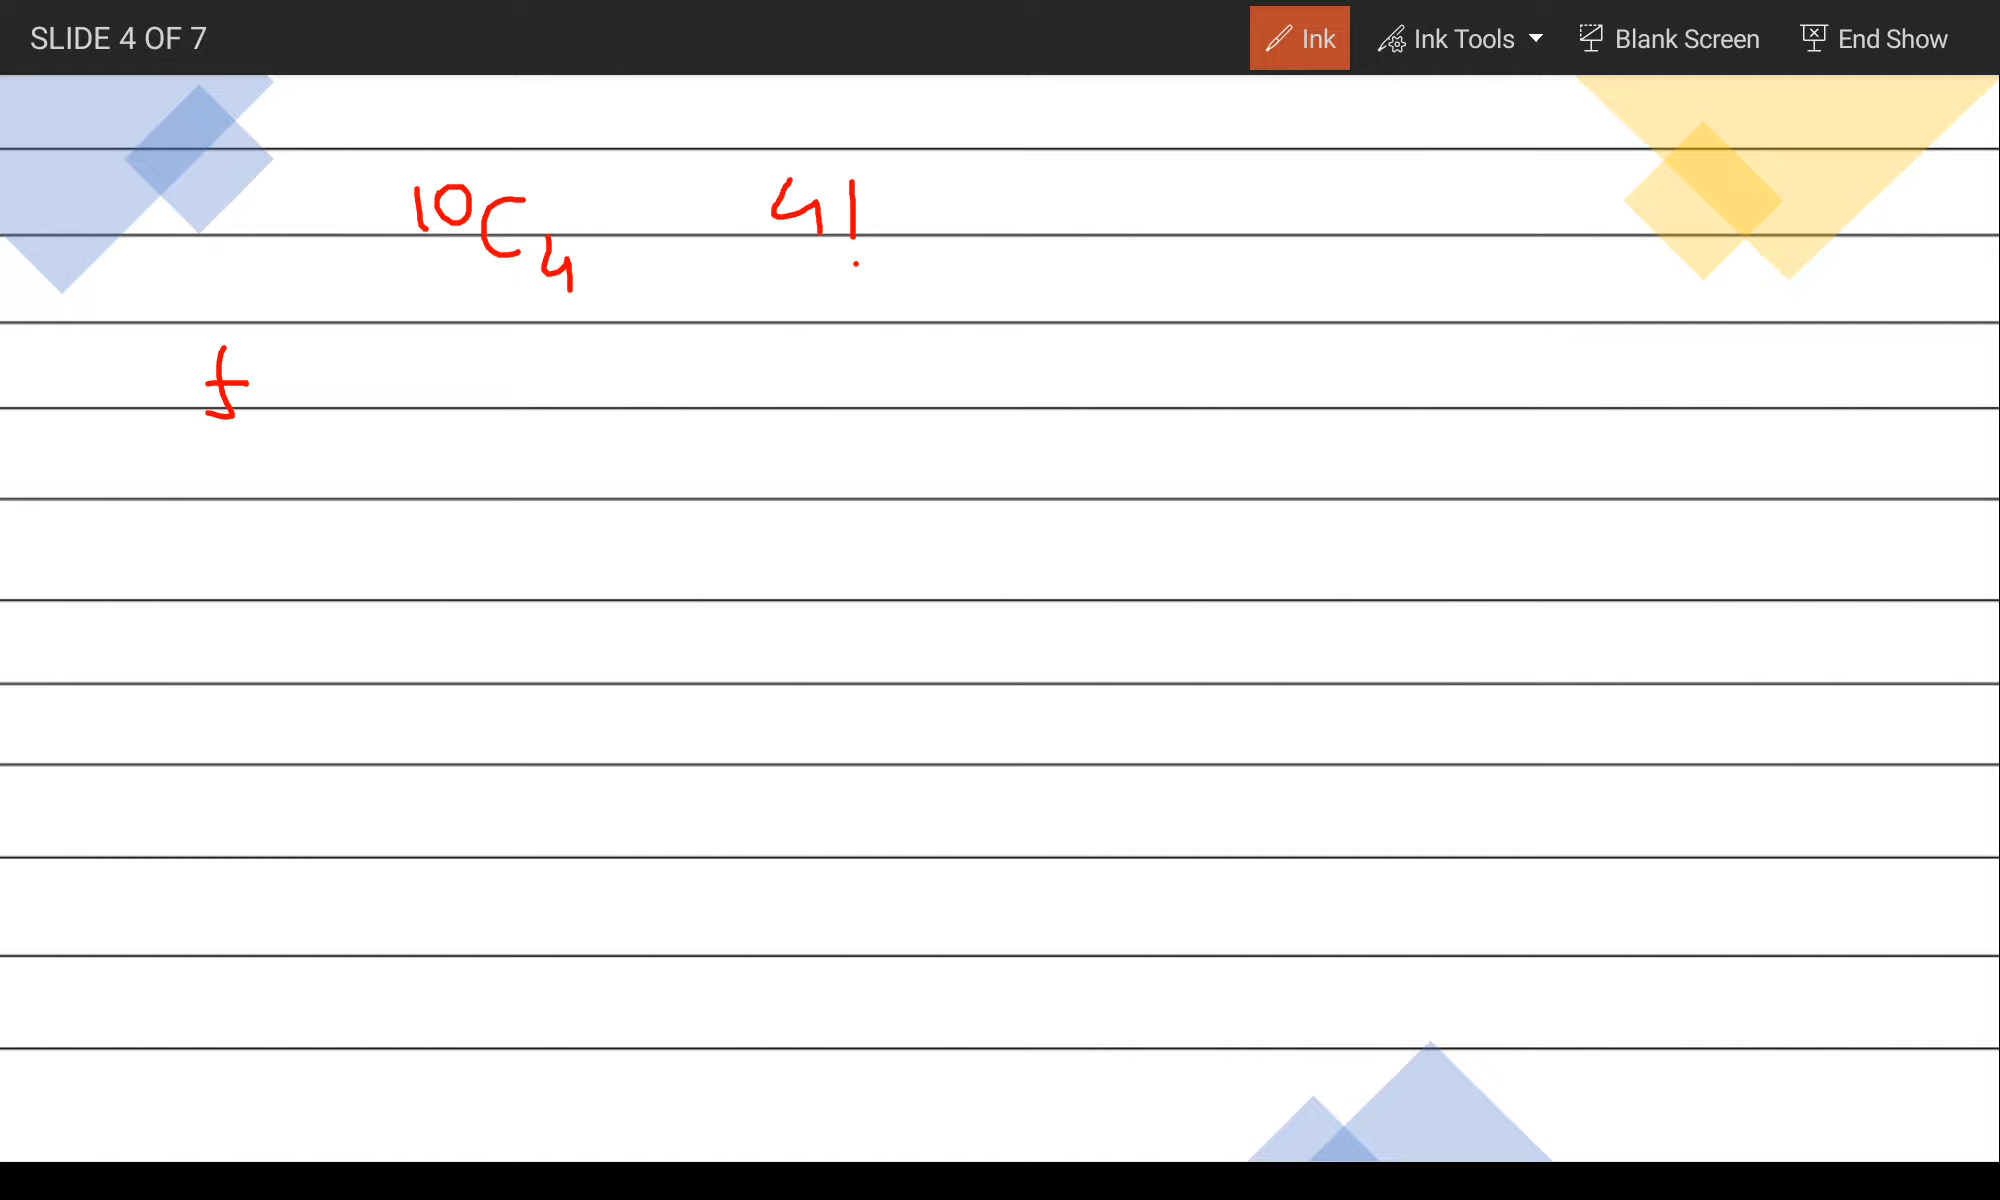 SLIDE 4 OF 7 Ink Ink Tools Blank Screen End Show
¹⁰C₄ 4!